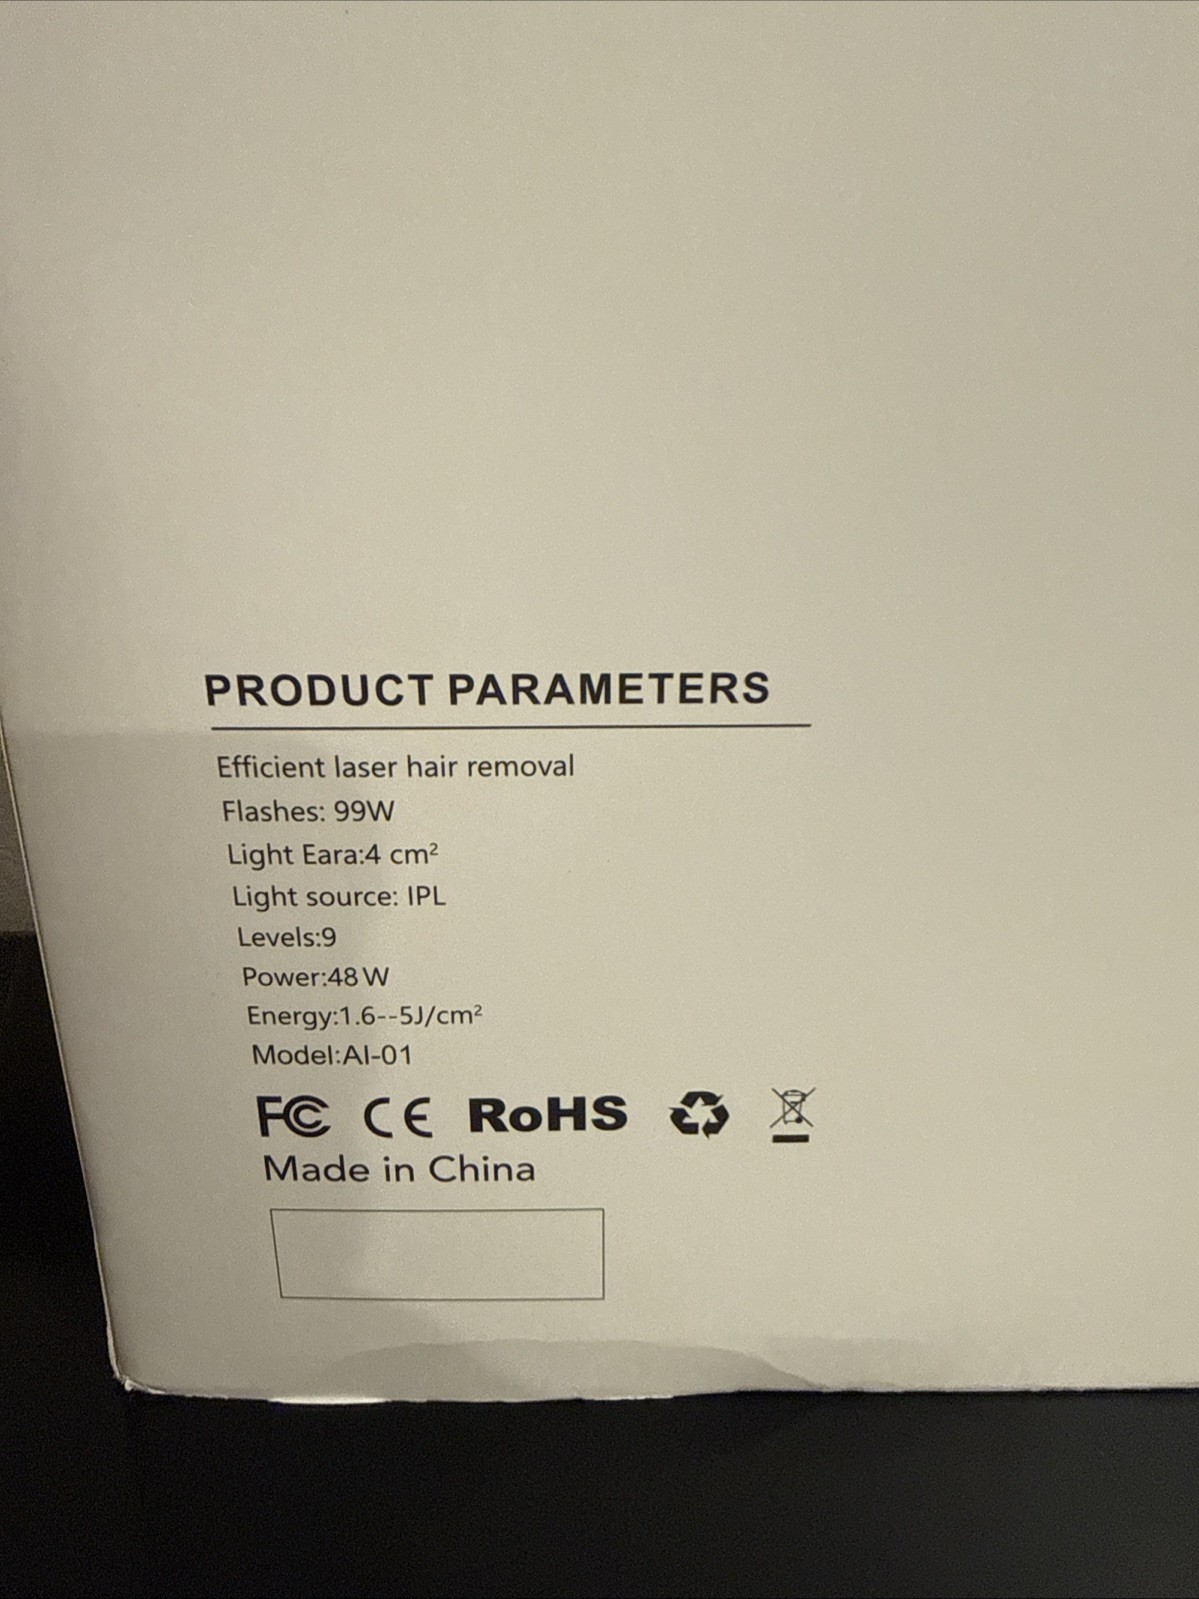 PRODUCT PARAMETERS
Efficient laser hair removal
Flashes: 99W
Light Eara:4 cm²
Light source: IPL
Levels:9
Power:48W
Energy:1.6--5J/cm²
Model:AI-01
FC CE RoHS
Made in China